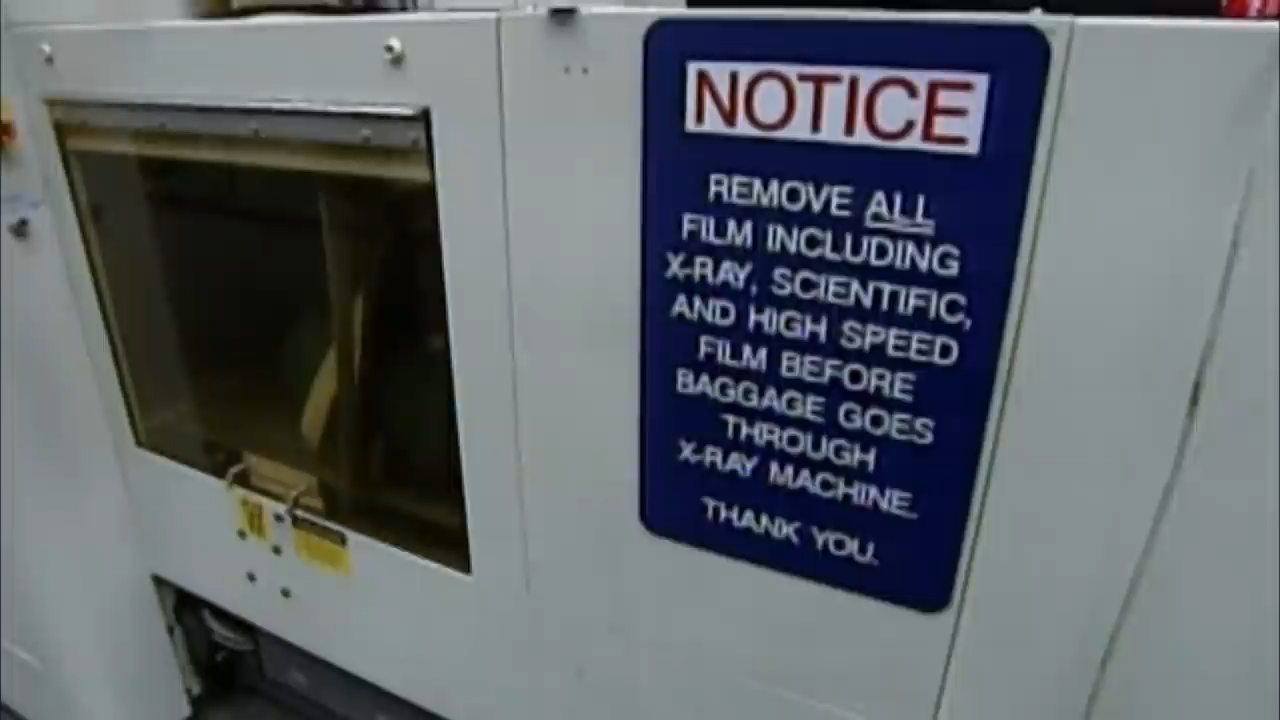 NOTICE
REMOVE ALL
FILM INCLUDING
X-RAY, SCIENTIFIC,
AND HIGH SPEED
FILM BEFORE
BAGGAGE GOES
THROUGH
X-RAY MACHINE.
THANK YOU.